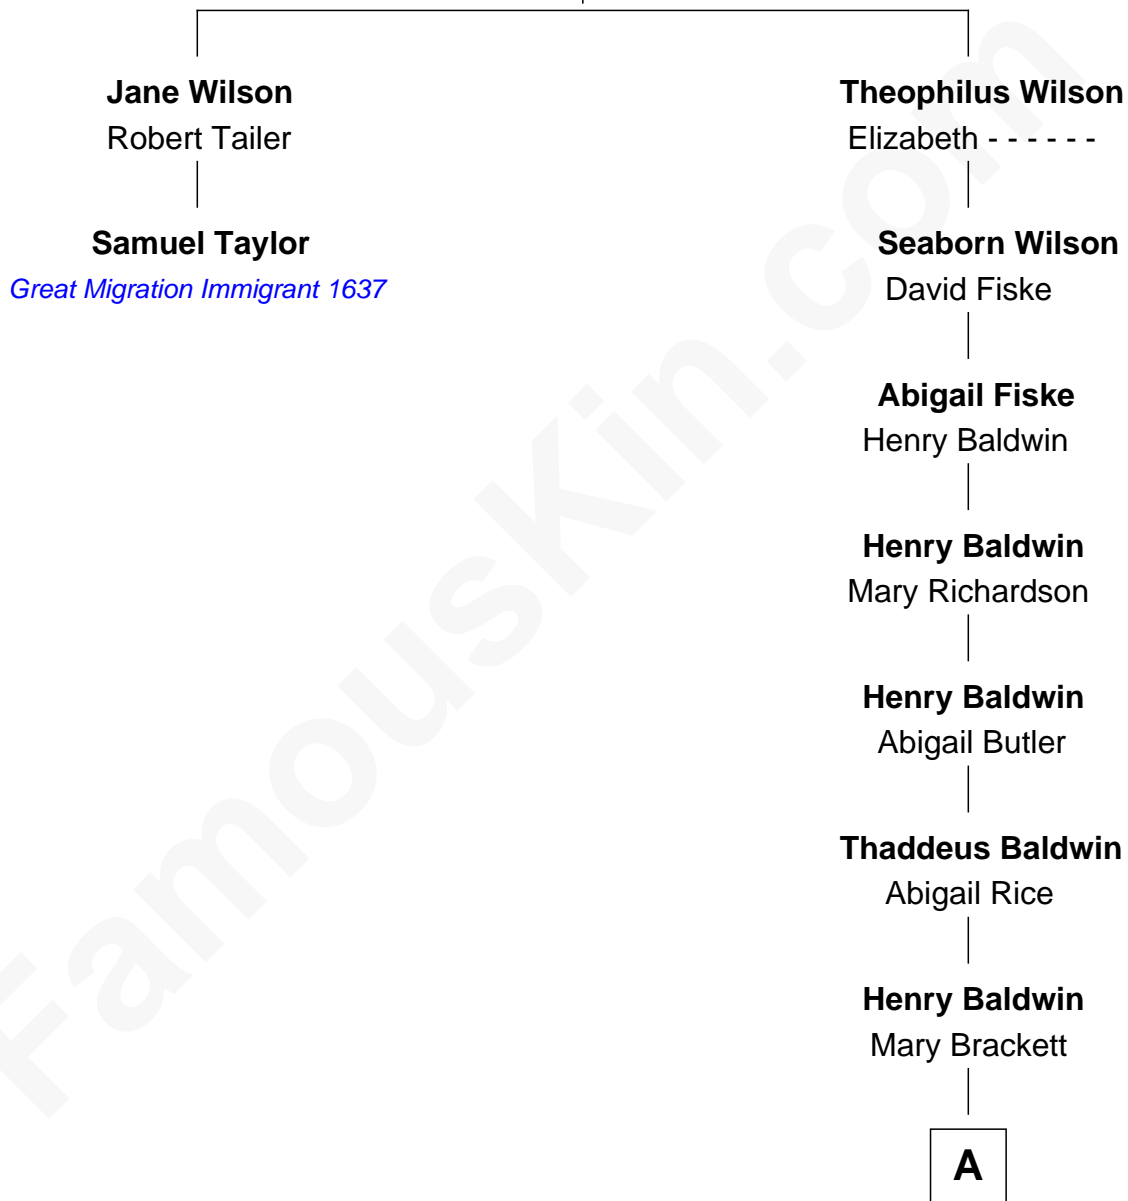 Jane Wilson
Robert Tailer
Samuel Taylor
Great Migration Immigrant 1637
Theophilus Wilson
Elizabeth - - - - - -
Seaborn Wilson
David Fiske
Abigail Fiske
Henry Baldwin
Henry Baldwin
Mary Richardson
Henry Baldwin
Abigail Butler
Thaddeus Baldwin
Abigail Rice
Henry Baldwin
Mary Brackett
A
FamousKin.com